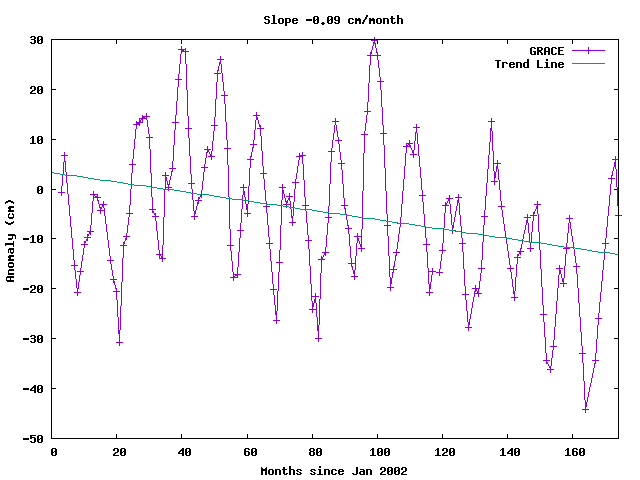 Slope -0.09 cm/month
GRACE
Trend Line
30
20
10
0
-10
-20
-30
-40
-50
Anomaly (cm)
0 20 40 60 80 100 120 140 160
Months since Jan 2002